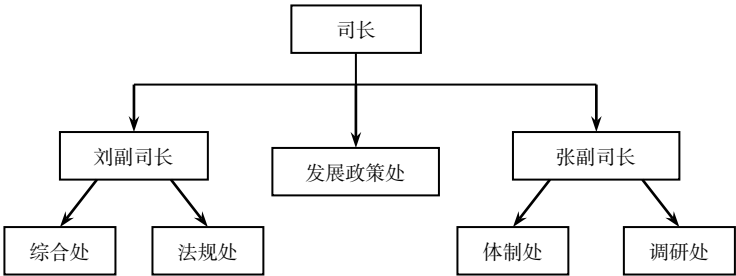 司长
刘副司长
发展政策处
张副司长
综合处
法规处
体制处
调研处